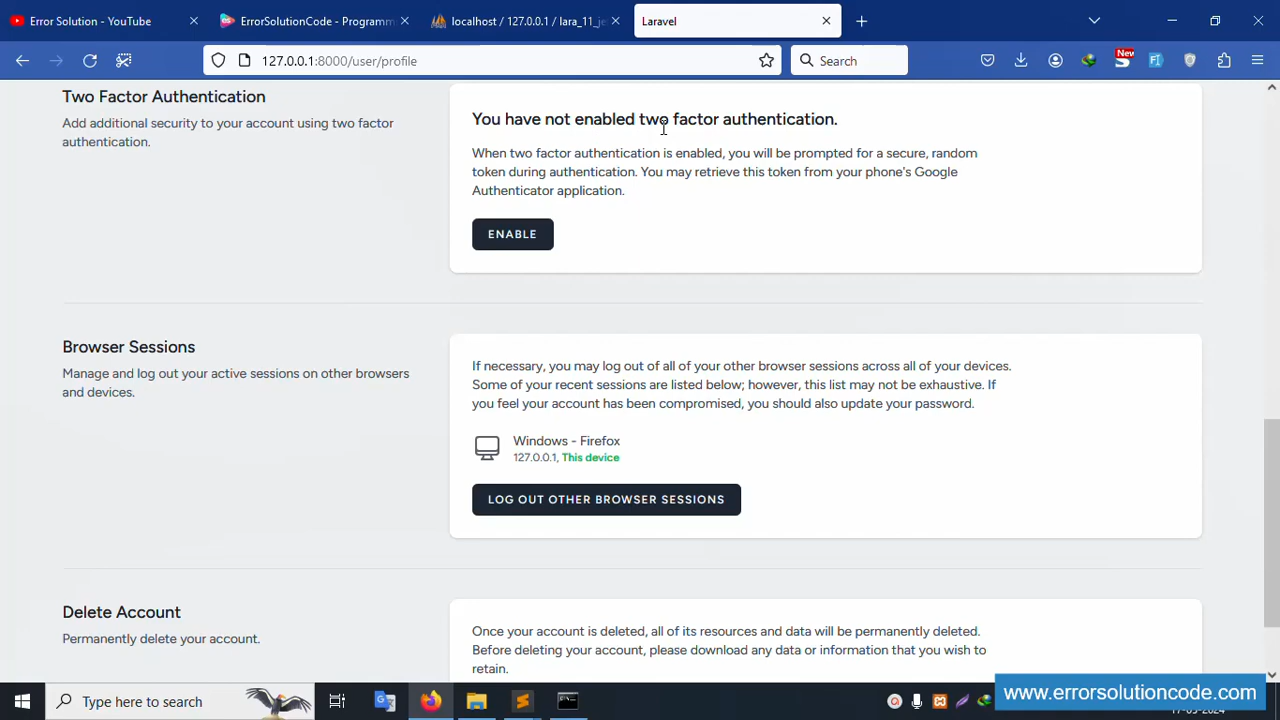 Error Solution - YouTube
ErrorSolutionCode - Programm
localhost / 127.0.0.1 / lara_11_je
Laravel
127.0.0.1:8000/user/profile
Search
New
Two Factor Authentication
Add additional security to your account using two factor
authentication.
You have not enabled two factor authentication.
When two factor authentication is enabled, you will be prompted for a secure, random
token during authentication. You may retrieve this token from your phone's Google
Authenticator application.
ENABLE
Browser Sessions
Manage and log out your active sessions on other browsers
and devices.
If necessary, you may log out of all of your other browser sessions across all of your devices.
Some of your recent sessions are listed below; however, this list may not be exhaustive. If
you feel your account has been compromised, you should also update your password.
Windows - Firefox
127.0.0.1, This device
LOG OUT OTHER BROWSER SESSIONS
Delete Account
Permanently delete your account.
Once your account is deleted, all of its resources and data will be permanently deleted.
Before deleting your account, please download any data or information that you wish to
retain.
Type here to search
www.errorsolutioncode.com